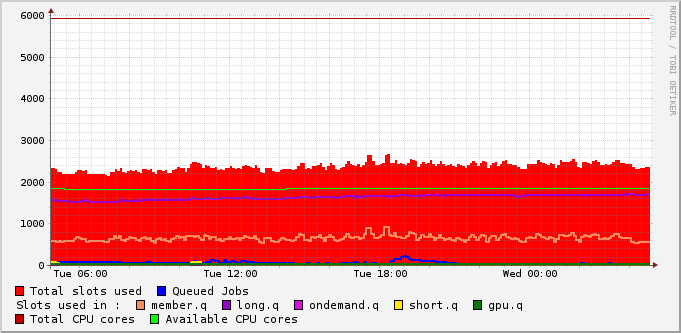 RRDTOOL / TOBI OETIKER
6000
5000
4000
3000
2000
1000
0
Tue 06:00 Tue 12:00 Tue 18:00 Wed 00:00
Total slots used Queued Jobs
Slots used in : member.q long.q ondemand.q short.q gpu.q
Total CPU cores Available CPU cores